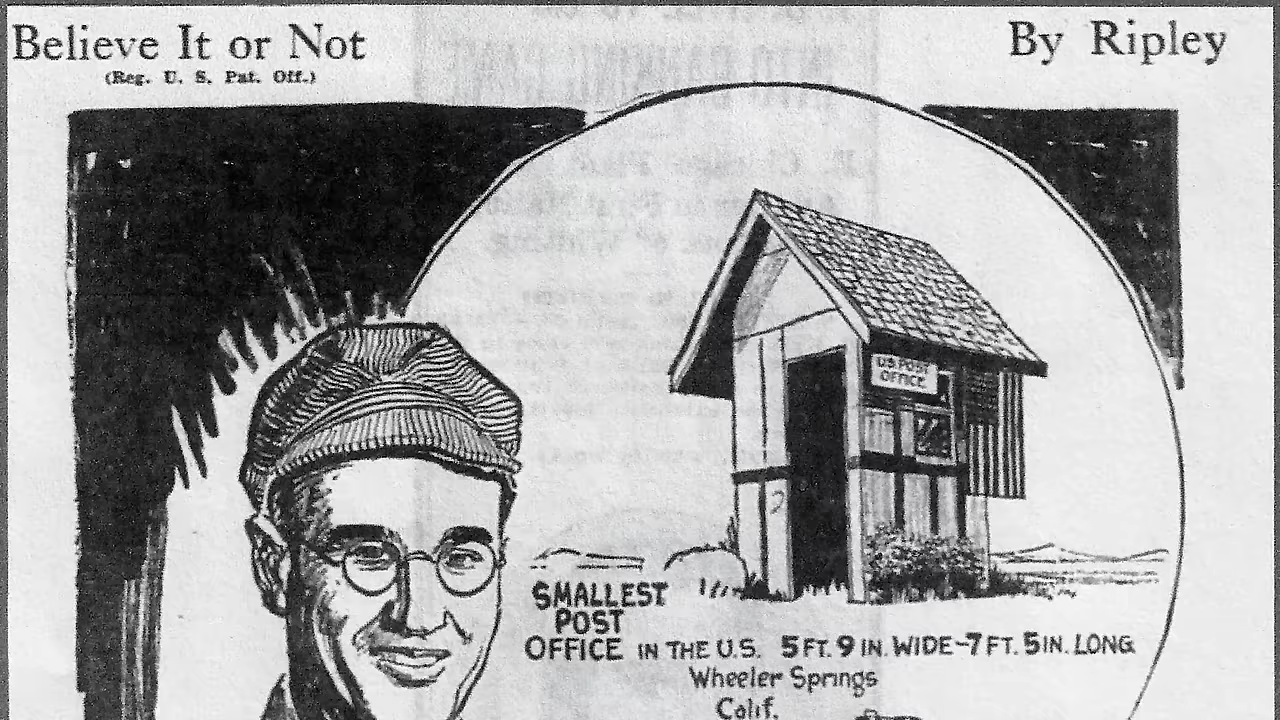 Believe It or Not
(Reg. U. S. Pat. Off.)
By Ripley
U.S. POST
OFFICE
SMALLEST
POST
OFFICE IN THE U.S. 5 FT. 9 IN. WIDE-7 FT. 5 IN. LONG
Wheeler Springs
Calif.